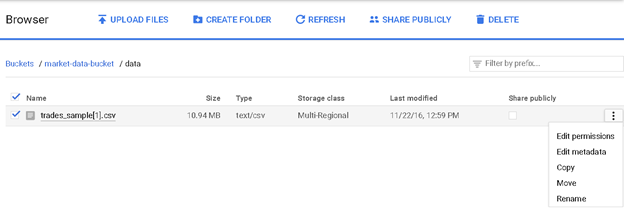 Browser
UPLOAD FILES
CREATE FOLDER
REFRESH
SHARE PUBLICLY
DELETE
Buckets / market-data-bucket / data
Filter by prefix...
Name Size Type Storage class Last modified Share publicly
trades_sample[1].csv 10.94 MB text/csv Multi-Regional 11/22/16, 12:59 PM
Edit permissions
Edit metadata
Copy
Move
Rename